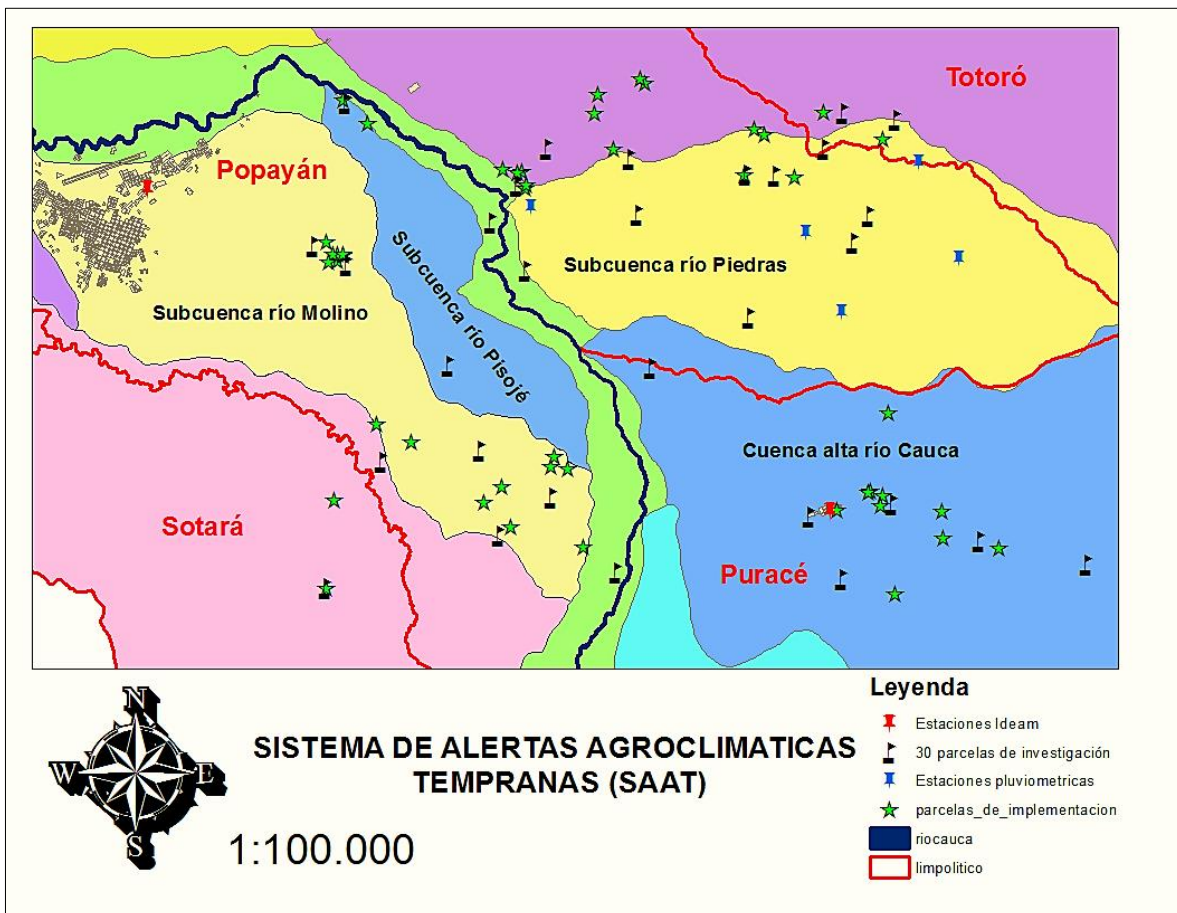 Totoró
Popayán
Subcuenca río Piedras
Subcuenca río Pisojé
Subcuenca río Molino
Cuenca alta río Cauca
Sotará
Puracé
N
W
E
S
SISTEMA DE ALERTAS AGROCLIMATICAS
TEMPRANAS (SAAT)
1:100.000
Leyenda
Estaciones Ideam
30 parcelas de investigación
Estaciones pluviometricas
parcelas_de_implementacion
riocauca
limpolitico